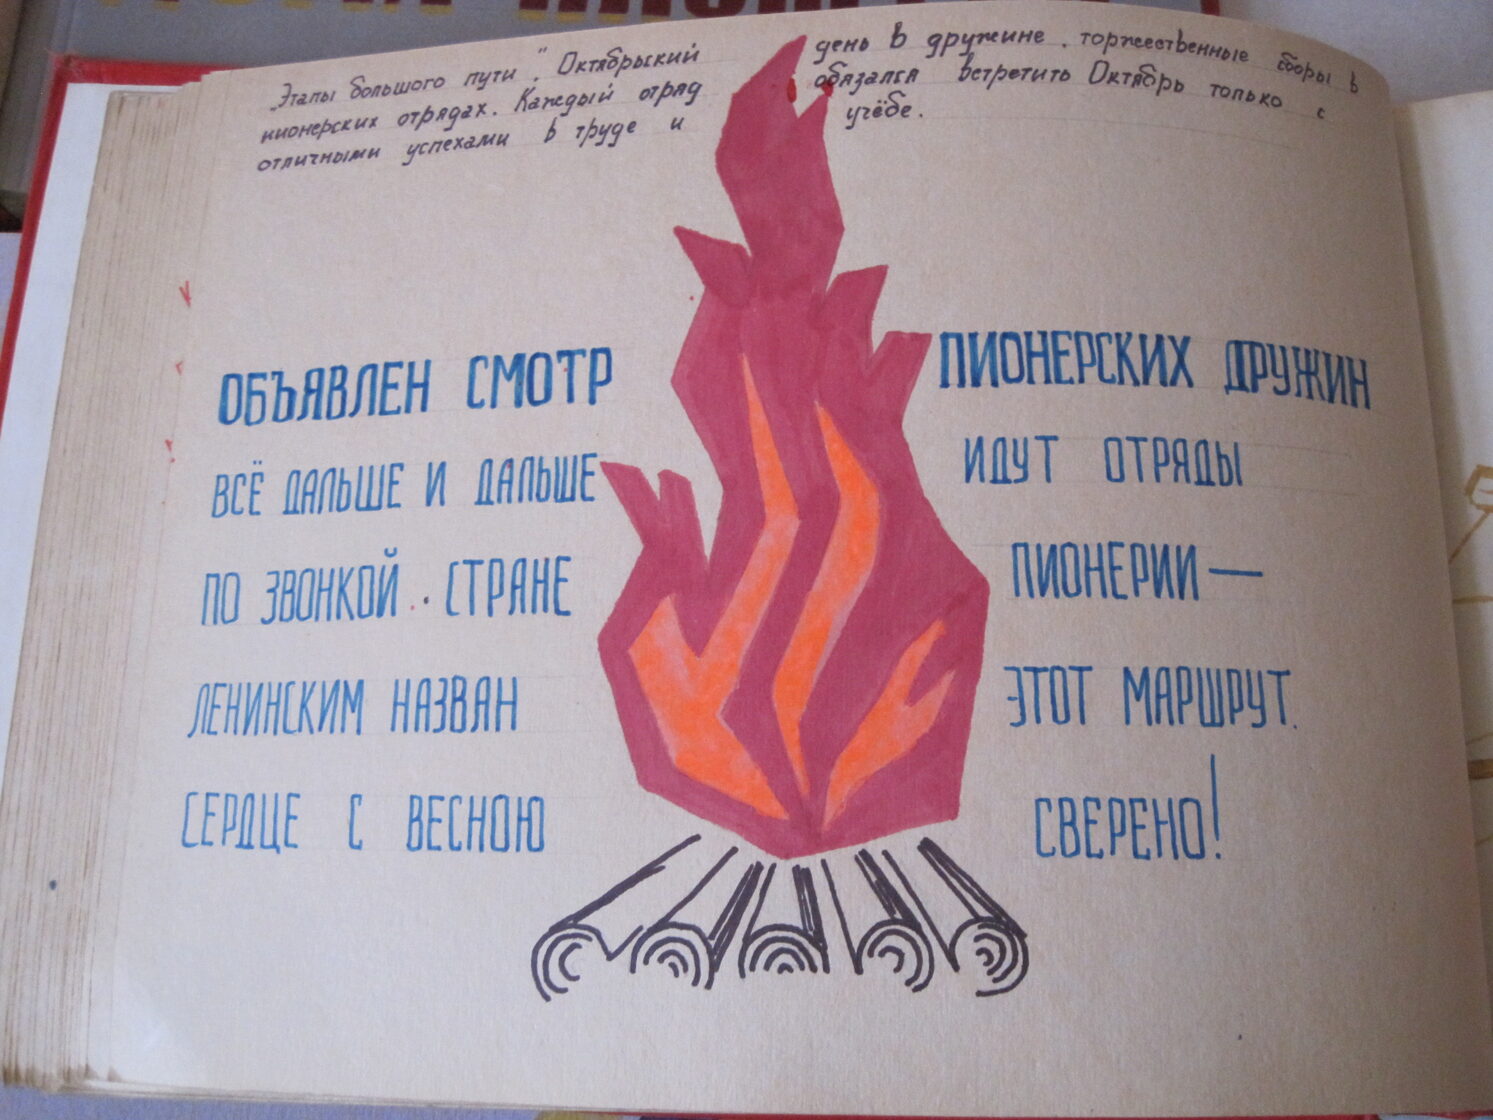 Этапы большого пути". Октябрьский день в дружине, торжественные сборы в
пионерских отрядах. Каждый отряд обязался встретить Октябрь только с
отличными успехами в труде и учёбе.
ОБЪЯВЛЕН СМОТР ПИОНЕРСКИХ ДРУЖИН
ВСЁ ДАЛЬШЕ И ДАЛЬШЕ ИДУТ ОТРЯДЫ
ПО ЗВОНКОЙ СТРАНЕ ПИОНЕРИИ —
ЛЕНИНСКИМ НАЗВАН ЭТОТ МАРШРУТ.
СЕРДЦЕ С ВЕСНОЮ СВЕРЕНО!